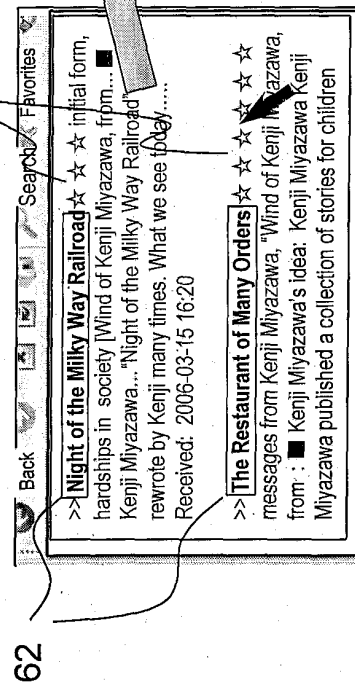 62
Back Search Favorites
>> Night of the Milky Way Railroad ☆ ☆ ☆ initial form,
hardships in society [Wind of Kenji Miyazawa, from... ■
Kenji Miyazawa.... "Night of the Milky Way Railroad"
rewrote by Kenji many times. What we see today.....
Received: 2006-03-15 16:20
>> The Restaurant of Many Orders ☆ ☆ ☆ ☆ ☆ ☆
messages from Kenji Miyazawa, "Wind of Kenji Miyazawa,
from : ■ Kenji Miyazawa's idea: Kenji Miyazawa Kenji
Miyazawa published a collection of stories for children